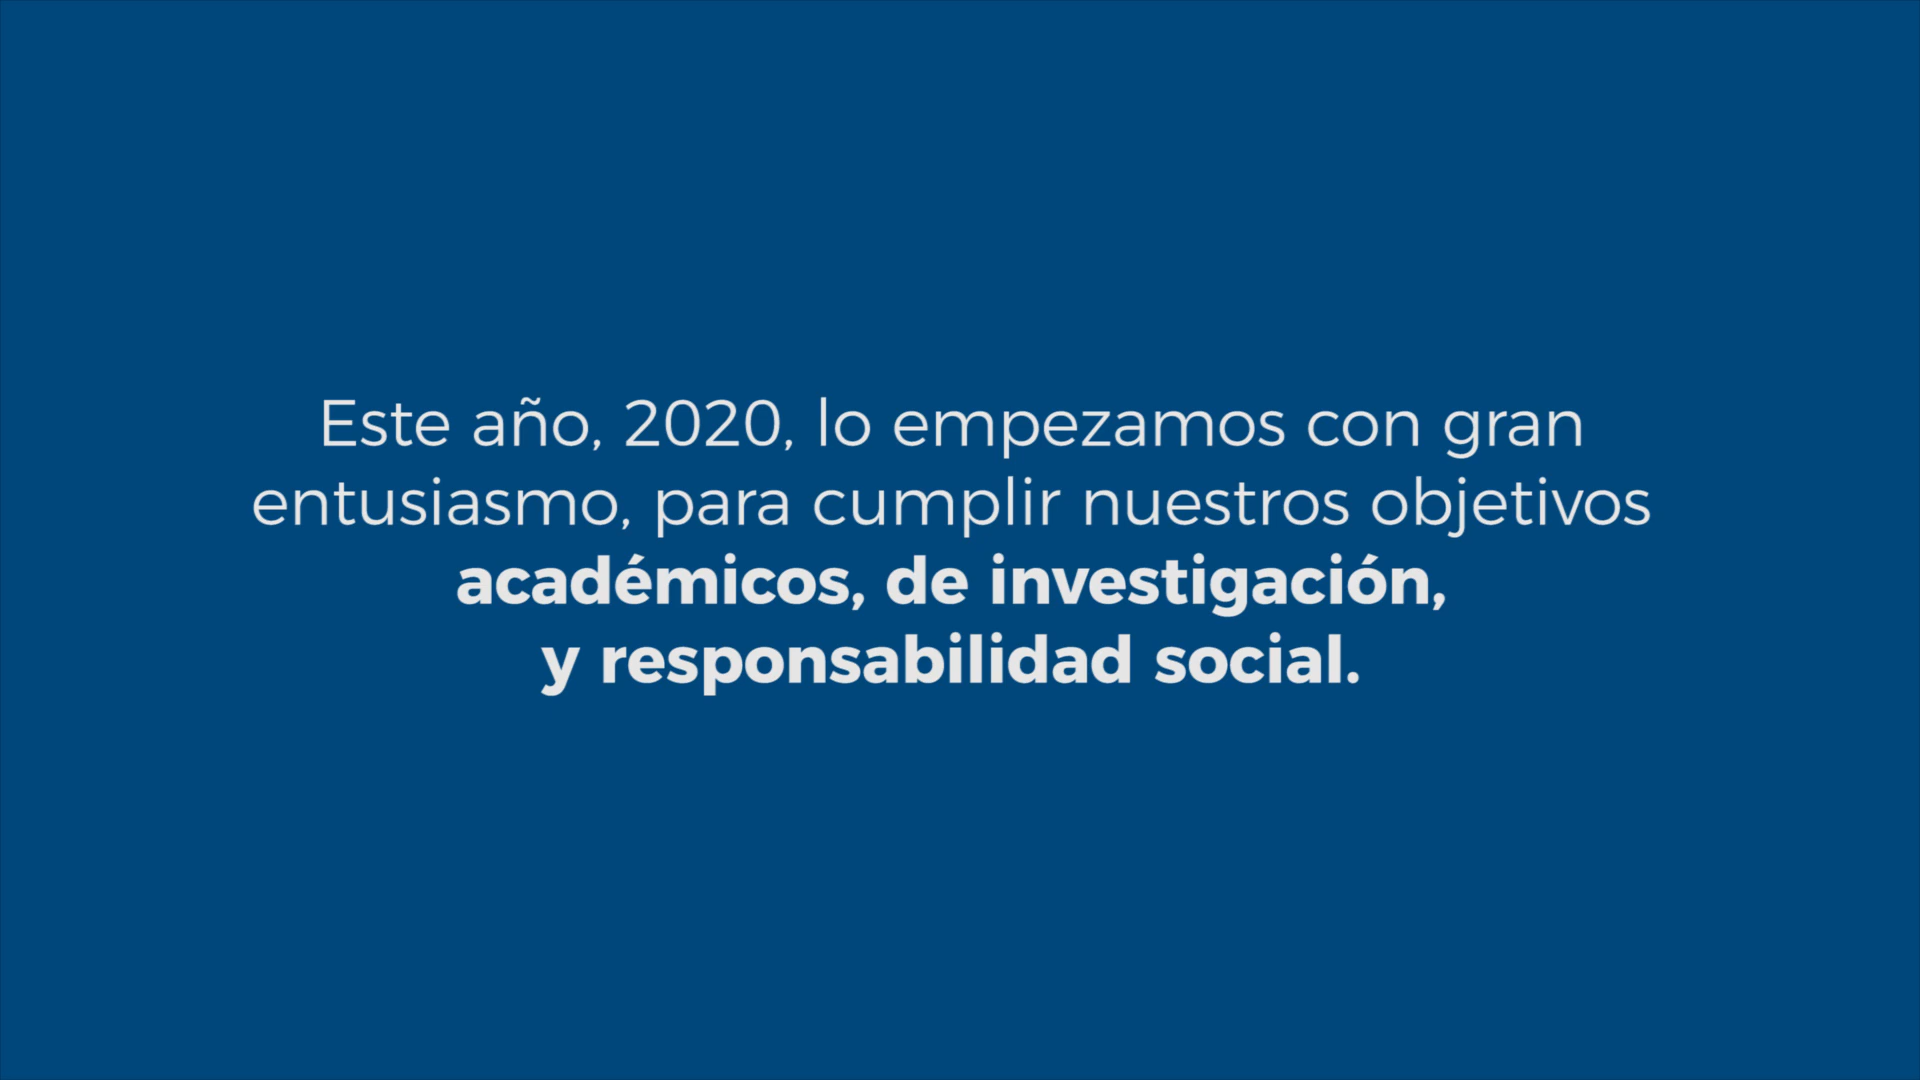 Este año, 2020, lo empezamos con gran
entusiasmo, para cumplir nuestros objetivos
académicos, de investigación,
y responsabilidad social.